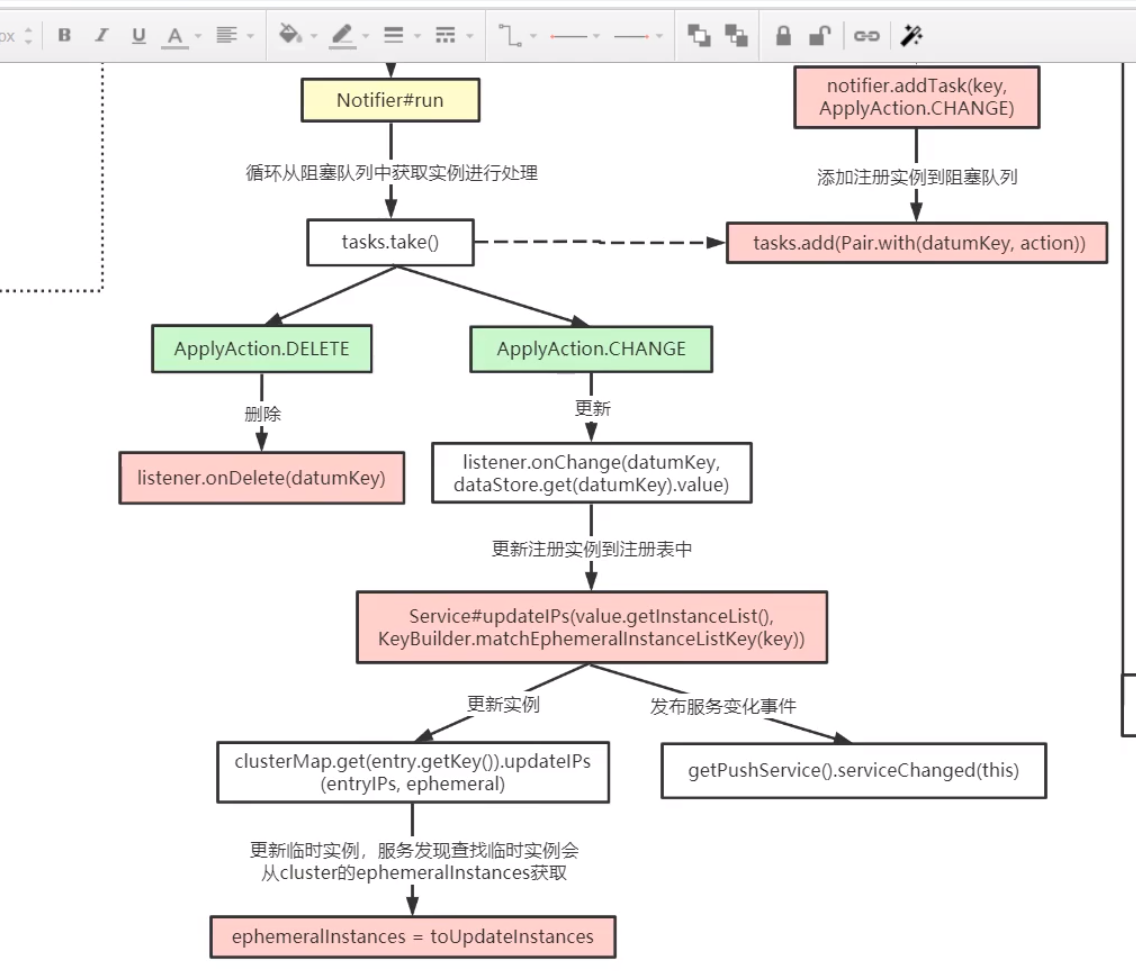 ox
B I U A
Notifier#run
notifier.addTask(key,
ApplyAction.CHANGE)
循环从阻塞队列中获取实例进行处理
添加注册实例到阻塞队列
tasks.take()
tasks.add(Pair.with(datumKey, action))
ApplyAction.DELETE
ApplyAction.CHANGE
删除
更新
listener.onDelete(datumKey)
listener.onChange(datumKey,
dataStore.get(datumKey).value)
更新注册实例到注册表中
Service#updateIPs(value.getInstanceList(),
KeyBuilder.matchEphemeralInstanceListKey(key))
更新实例
发布服务变化事件
clusterMap.get(entry.getKey()).updateIPs
(entryIPs, ephemeral)
getPushService().serviceChanged(this)
更新临时实例，服务发现查找临时实例会
从cluster的ephemeralInstances获取
ephemeralInstances = toUpdateInstances